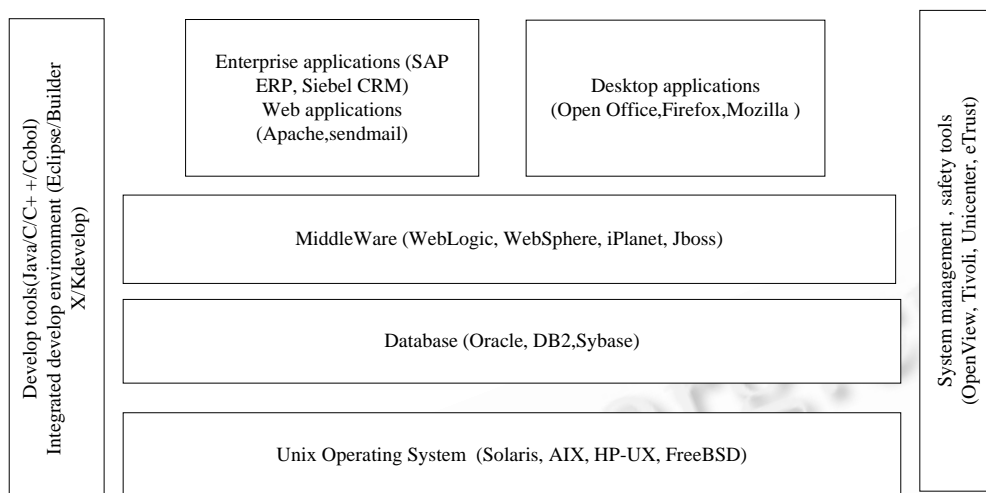 Develop tools(Java/C/C+ +/Cobol)
Integrated develop environment (Eclipse/Builder
X/Kdevelop)
Enterprise applications (SAP
ERP, Siebel CRM)
Web applications
(Apache,sendmail)
Desktop applications
(Open Office,Firefox,Mozilla )
MiddleWare (WebLogic, WebSphere, iPlanet, Jboss)
Database (Oracle, DB2,Sybase)
Unix Operating System  (Solaris, AIX, HP-UX, FreeBSD)
System management , safety tools
(OpenView, Tivoli, Unicenter, eTrust)